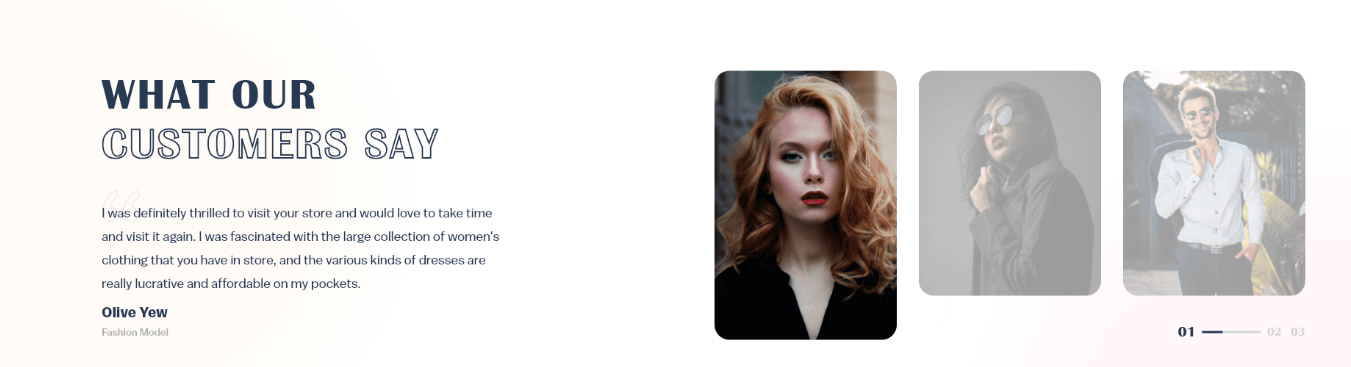 WHAT OUR
CUSTOMERS SAY
“
I was definitely thrilled to visit your store and would love to take time
and visit it again. I was fascinated with the large collection of women's
clothing that you have in store, and the various kinds of dresses are
really lucrative and affordable on my pockets.
Olive Yew
Fashion Model
01 02 03